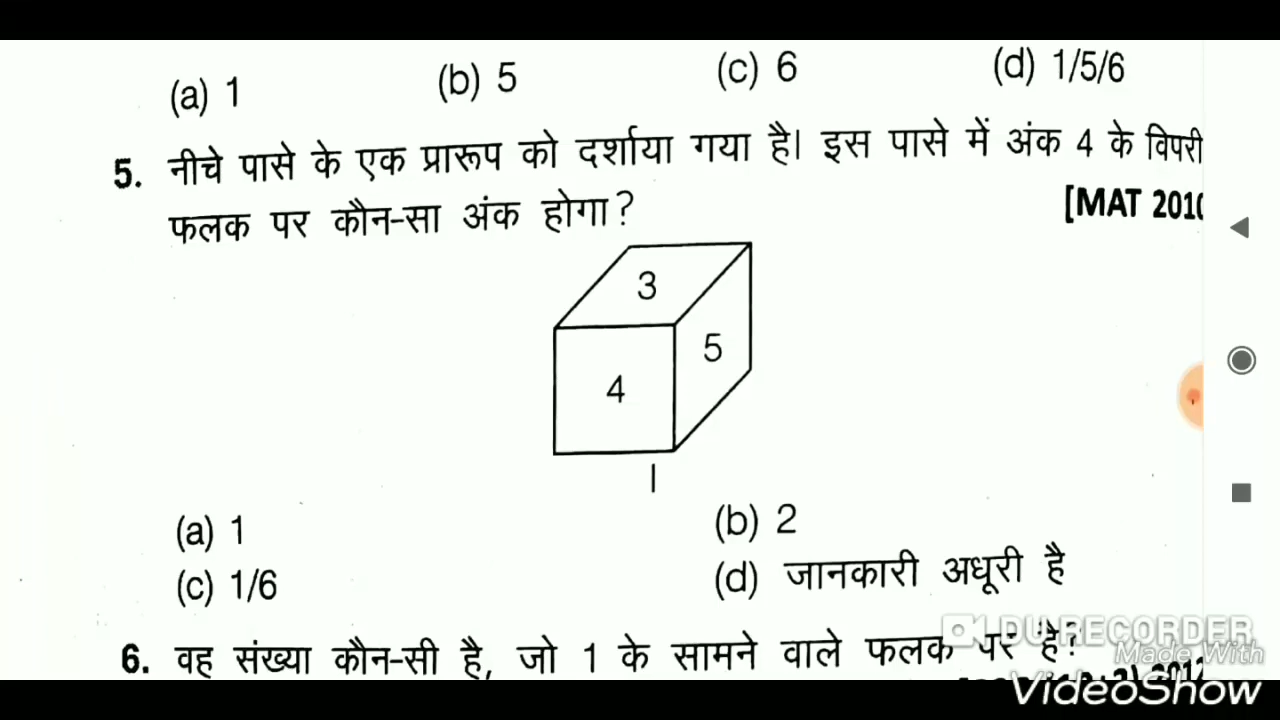 (a) 1 (b) 5 (c) 6 (d) 1/5/6
5. नीचे पासे के एक प्रारूप को दर्शाया गया है। इस पासे में अंक 4 के विपरी
फलक पर कौन-सा अंक होगा? [MAT 2010
3
5
4
1
(a) 1 (b) 2
(c) 1/6 (d) जानकारी अधूरी है
6. वह संख्या कौन-सी है, जो 1 के सामने वाले फलक पर है?
DU RECORDER
Made With
VideoShow